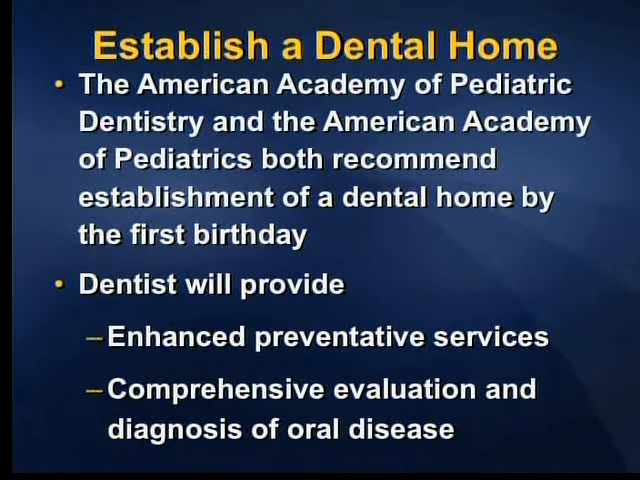 Establish a Dental Home
• The American Academy of Pediatric
Dentistry and the American Academy
of Pediatrics both recommend
establishment of a dental home by
the first birthday
• Dentist will provide
– Enhanced preventative services
– Comprehensive evaluation and
diagnosis of oral disease